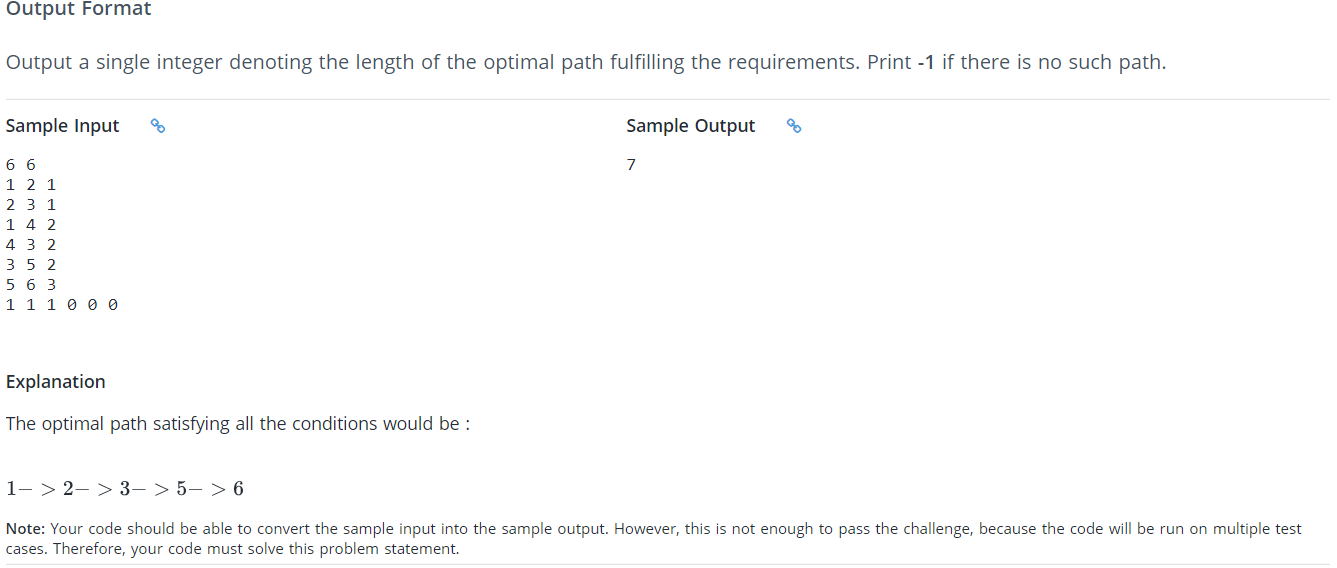 Output Format
Output a single integer denoting the length of the optimal path fulfilling the requirements. Print -1 if there is no such path.
Sample Input
Sample Output
6 6
7
1 2 1
2 3 1
1 4 2
4 3 2
3 5 2
5 6 3
1 1 1 0 0 0
Explanation
The optimal path satisfying all the conditions would be :
1− > 2− > 3− > 5− > 6
Note: Your code should be able to convert the sample input into the sample output. However, this is not enough to pass the challenge, because the code will be run on multiple test
cases. Therefore, your code must solve this problem statement.